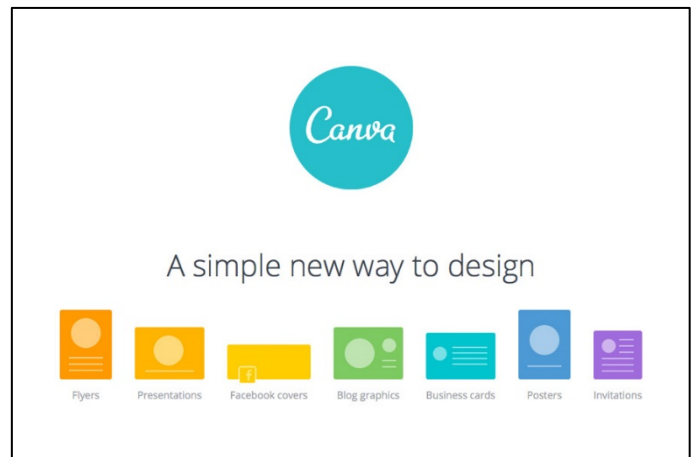 Canva
A simple new way to design
Flyers Presentations Facebook covers Blog graphics Business cards Posters Invitations